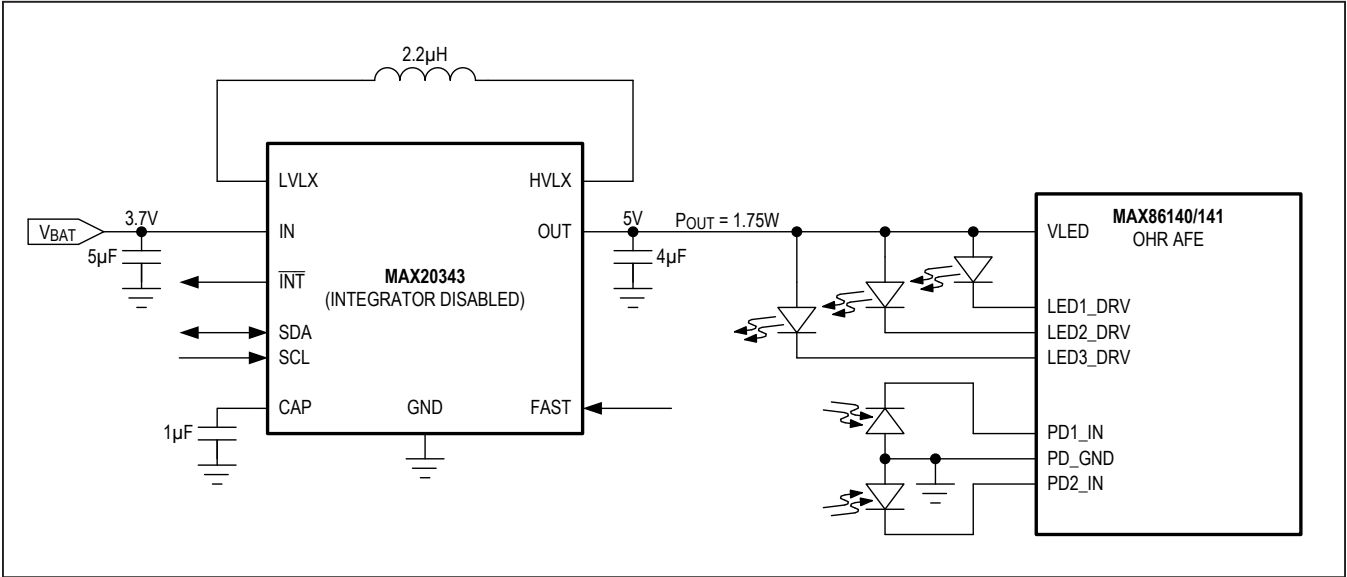 2.2µH
LVLX
HVLX
VBAT
3.7V
IN
OUT
5V
POUT = 1.75W
5µF
4µF
MAX20343
(INTEGRATOR DISABLED)
INT
SDA
SCL
CAP
GND
FAST
1µF
MAX86140/141
OHR AFE
VLED
LED1_DRV
LED2_DRV
LED3_DRV
PD1_IN
PD_GND
PD2_IN